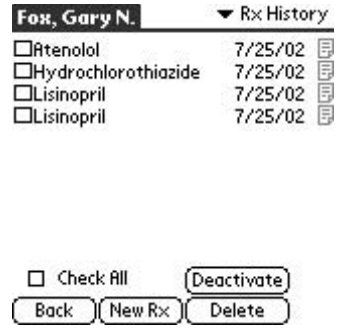 Fox, Gary N. Rx History
Atenolol 7/25/02
Hydrochlorothiazide 7/25/02
Lisinopril 7/25/02
Lisinopril 7/25/02
Check All Deactivate
Back New Rx Delete